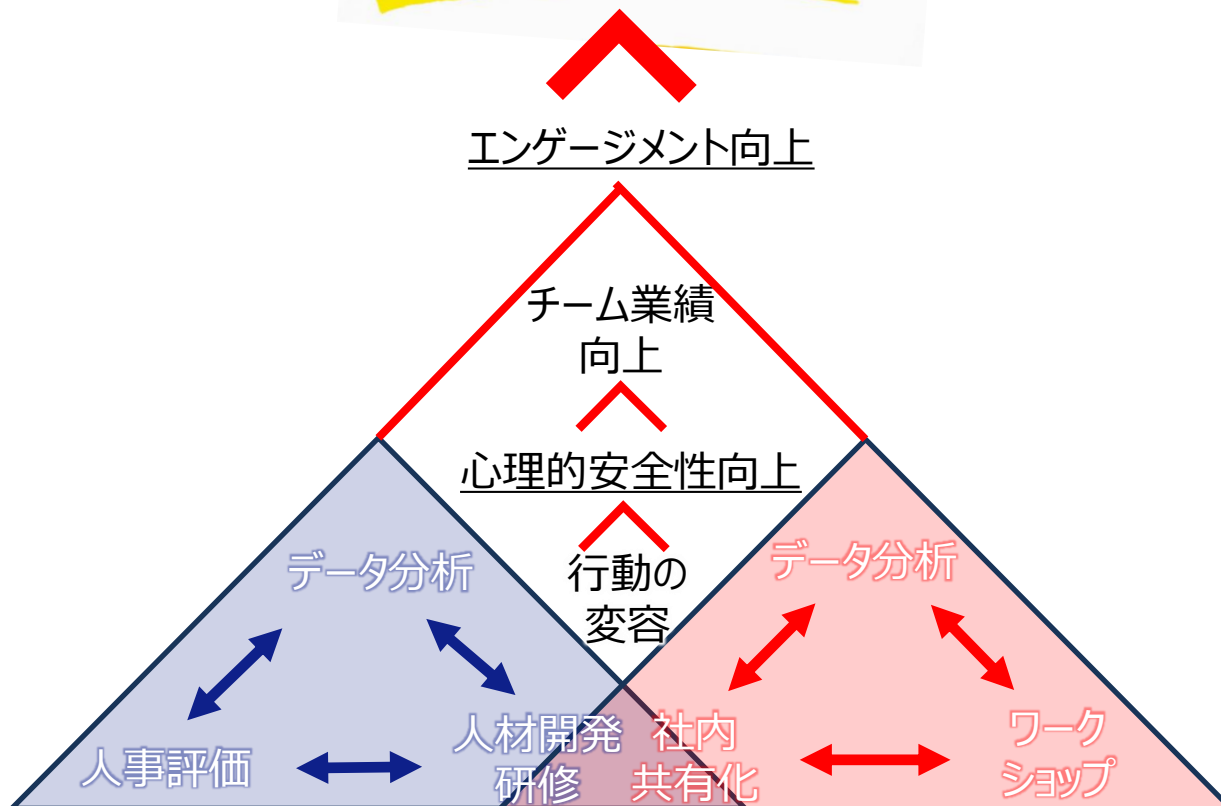 エンゲージメント向上
チーム業績
向上
心理的安全性向上
行動の
変容
データ分析
人事評価
人材開発
研修
データ分析
社内
共有化
ワーク
ショップ